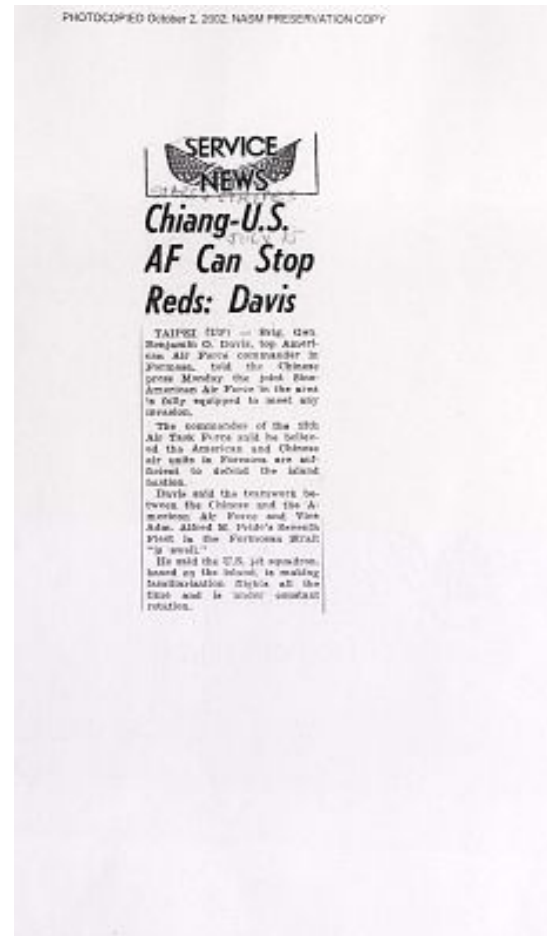 PHOTOCOPIED October 2, 2002, NASM PRESERVATION COPY
SERVICE
NEWS
Chiang-U.S.
AF Can Stop
Reds: Davis
TAIPEI (UP) — Brig. Gen.
Benjamin O. Davis, top Ameri-
can Air Force commander in
Formosa, told the Chinese
press Monday the joint Sino-
American Air Force in the area
is fully equipped to meet any
invasion.
The commander of the 13th
Air Task Force said he believ-
ed the American and Chinese
air units in Formosa are suf-
ficient to defend the island
bastion.
Davis said the teamwork be-
tween the Chinese and the A-
merican Air Force and Vice
Adm. Alfred M. Pride's Seventh
Fleet in the Formosan Strait
"is swell."
He said the U.S. jet squadron,
based on the island, is making
familiarization flights all the
time and is under constant
rotation.